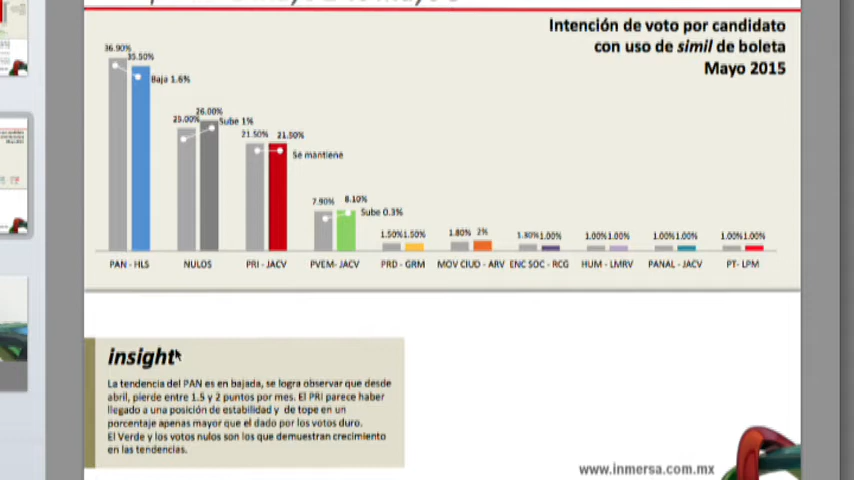 Intención de voto por candidato
con uso de simil de boleta
Mayo 2015
36.90% 35.50%
Baja 1.6%
25.00% 26.00%
Sube 1%
21.50% 21.50%
Se mantiene
7.90% 8.10%
Sube 0.3%
1.50% 1.50%
1.80% 2%
1.30% 1.00%
1.00% 1.00%
1.00% 1.00%
1.00% 1.00%
PAN - HLS NULOS PRI - JACV PVEM- JACV PRD - GRM MOV CIUD - ARV ENC SOC - RCG HUM - LMRV PANAL - JACV PT- LPM
insight
La tendencia del PAN es en bajada, se logra observar que desde
abril, pierde entre 1.5 y 2 puntos por mes. El PRI parece haber
llegado a una posición de estabilidad y de tope en un
porcentaje apenas mayor que el dado por los votos duro.
El Verde y los votos nulos son los que demuestran crecimiento
en las tendencias.
www.inmersa.com.mx